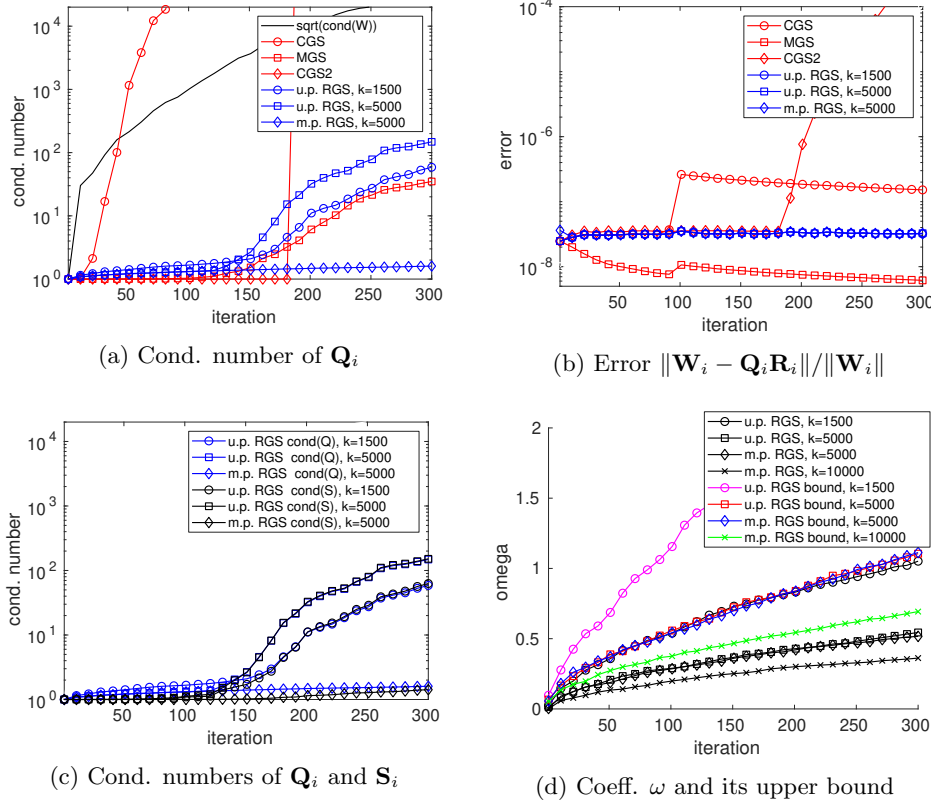 10^4
10^3
10^2
10^1
10^0
cond. number
50
100
150
200
250
300
iteration
sqrt(cond(W))
CGS
MGS
CGS2
u.p. RGS, k=1500
u.p. RGS, k=5000
m.p. RGS, k=5000
(a) Cond. number of Q_i
10^-4
10^-6
10^-8
error
50
100
150
200
250
300
iteration
CGS
MGS
CGS2
u.p. RGS, k=1500
u.p. RGS, k=5000
m.p. RGS, k=5000
(b) Error ‖W_i − Q_iR_i‖/‖W_i‖
10^4
10^3
10^2
10^1
10^0
cond. number
50
100
150
200
250
300
iteration
u.p. RGS cond(Q), k=1500
u.p. RGS cond(Q), k=5000
m.p. RGS cond(Q), k=5000
u.p. RGS cond(S), k=1500
u.p. RGS cond(S), k=5000
m.p. RGS cond(S), k=5000
(c) Cond. numbers of Q_i and S_i
2
1.5
1
0.5
0
omega
50
100
150
200
250
300
iteration
u.p. RGS, k=1500
u.p. RGS, k=5000
m.p. RGS, k=5000
m.p. RGS, k=10000
u.p. RGS bound, k=1500
u.p. RGS bound, k=5000
m.p. RGS bound, k=5000
m.p. RGS bound, k=10000
(d) Coeff. ω and its upper bound